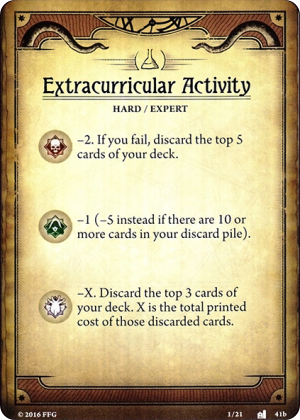 Extracurricular Activity
HARD / EXPERT
–2. If you fail, discard the top 5
cards of your deck.
–1 (–5 instead if there are 10 or
more cards in your discard pile).
–X. Discard the top 3 cards of
your deck. X is the total printed
cost of those discarded cards.
© 2016 FFG
1/21
41b